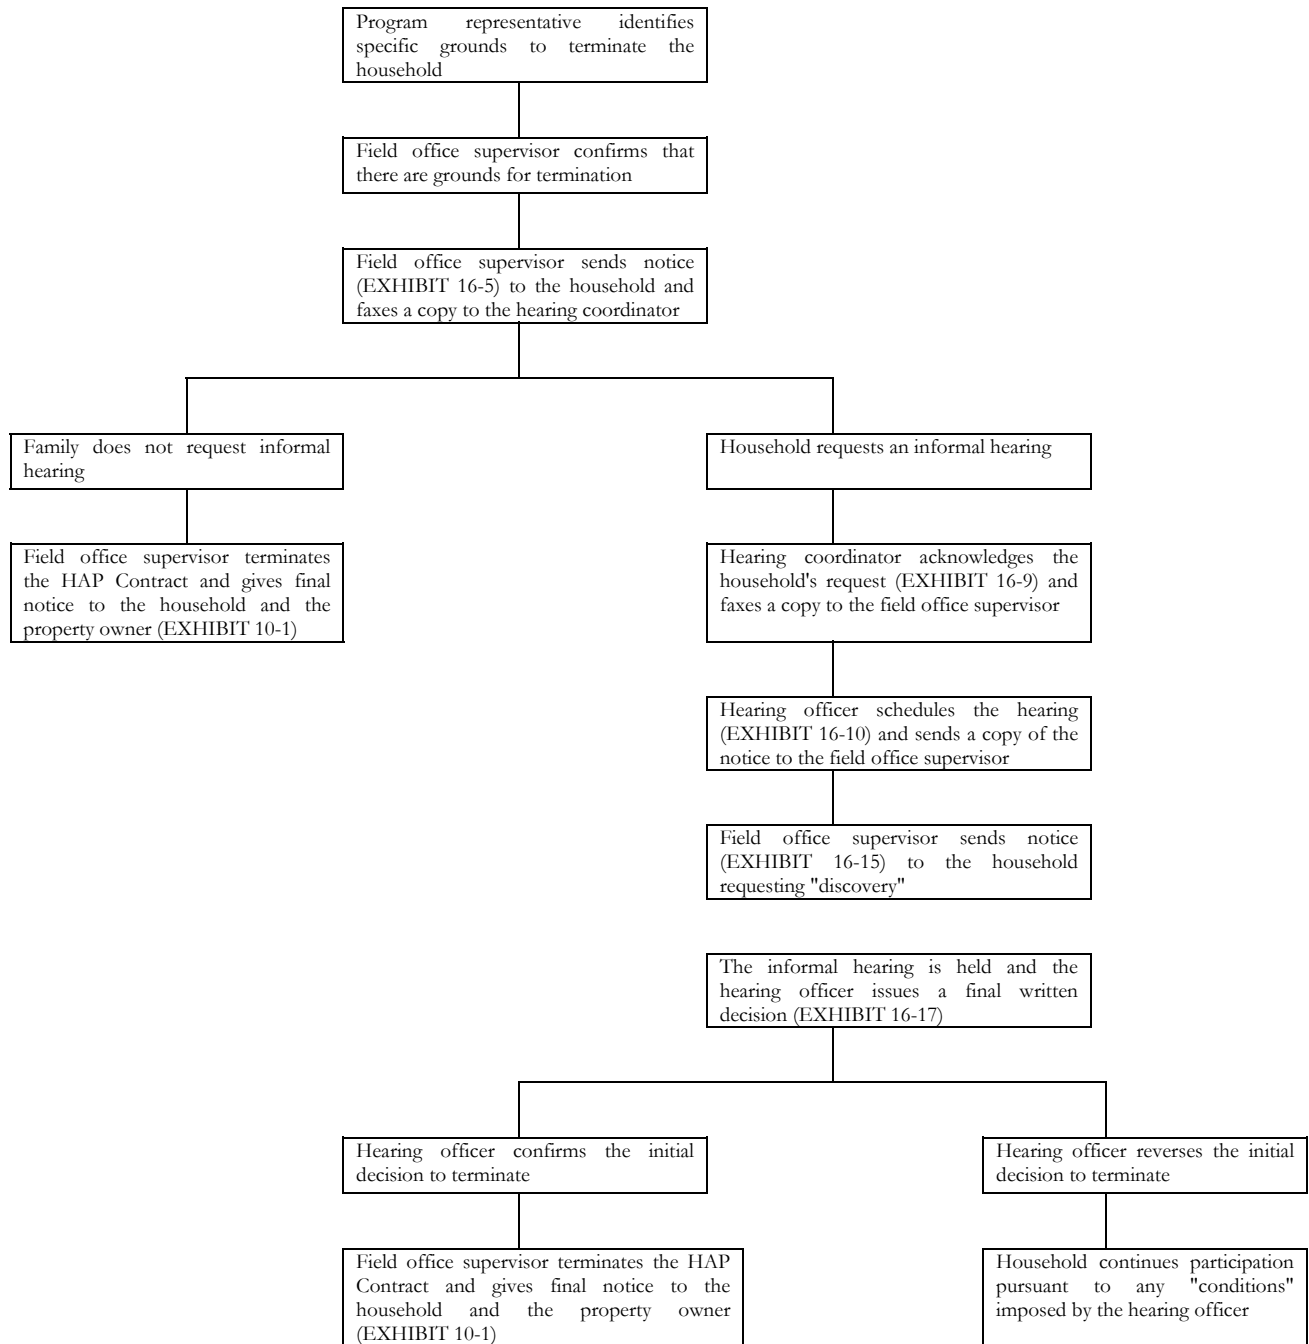 Program representative identifies
specific grounds to terminate the
household
Field office supervisor confirms that
there are grounds for termination
Field office supervisor sends notice
(EXHIBIT 16-5) to the household and
faxes a copy to the hearing coordinator
Family does not request informal
hearing
Household requests an informal hearing
Field office supervisor terminates
the HAP Contract and gives final
notice to the household and the
property owner (EXHIBIT 10-1)
Hearing coordinator acknowledges the
household's request (EXHIBIT 16-9) and
faxes a copy to the field office supervisor
Hearing officer schedules the hearing
(EXHIBIT 16-10) and sends a copy of the
notice to the field office supervisor
Field office supervisor sends notice
(EXHIBIT 16-15) to the household
requesting "discovery"
The informal hearing is held and the
hearing officer issues a final written
decision (EXHIBIT 16-17)
Hearing officer confirms the initial
decision to terminate
Hearing officer reverses the initial
decision to terminate
Field office supervisor terminates the HAP
Contract and gives final notice to the
household and the property owner
(EXHIBIT 10-1)
Household continues participation
pursuant to any "conditions"
imposed by the hearing officer